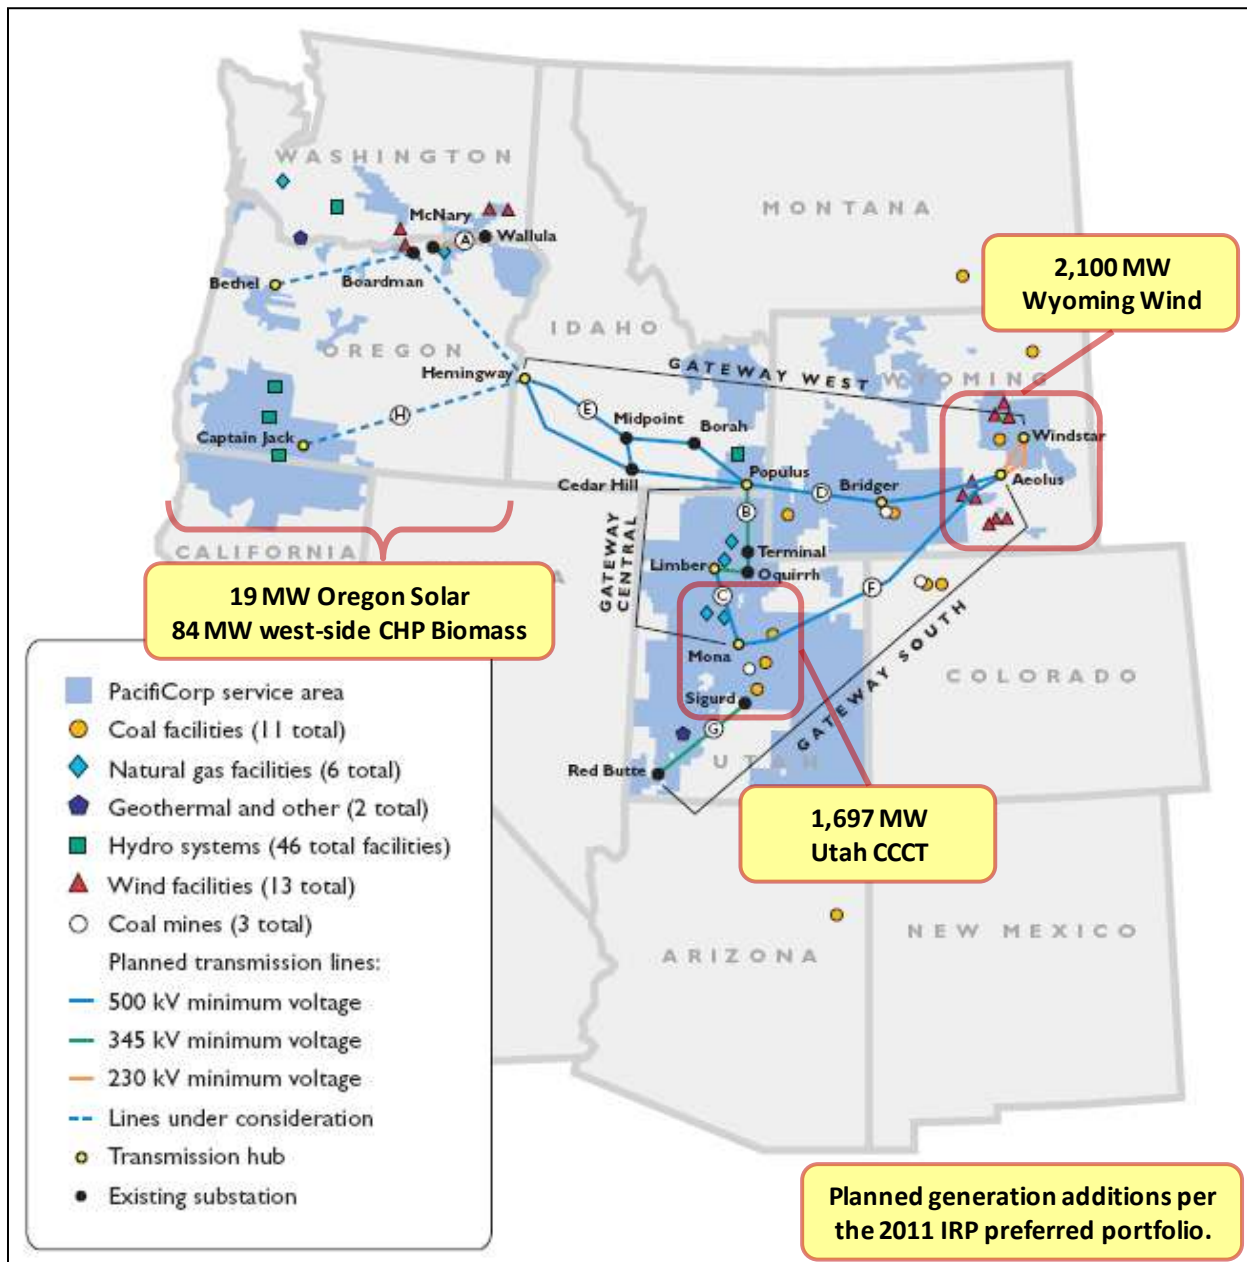 WASHINGTON
MONTANA
McNary
A
Wallula
Bethel
Boardman
2,100 MW
Wyoming Wind
IDAHO
OREGON
Hemingway
GATEWAY WEST
WYOMING
H
E
Midpoint
Borah
Captain Jack
Windstar
Cedar Hill
Populus
D
Bridger
Aeolus
B
CALIFORNIA
GATEWAY
CENTRAL
Terminal
Limber
Oquirrh
C
F
19 MW Oregon Solar
84 MW west-side CHP Biomass
Mona
Sigurd
GATEWAY SOUTH
COLORADO
G
Red Butte
UTAH
1,697 MW
Utah CCCT
ARIZONA
NEW MEXICO
PacifiCorp service area
Coal facilities (11 total)
Natural gas facilities (6 total)
Geothermal and other (2 total)
Hydro systems (46 total facilities)
Wind facilities (13 total)
Coal mines (3 total)
Planned transmission lines:
500 kV minimum voltage
345 kV minimum voltage
230 kV minimum voltage
Lines under consideration
Transmission hub
Existing substation
Planned generation additions per
the 2011 IRP preferred portfolio.